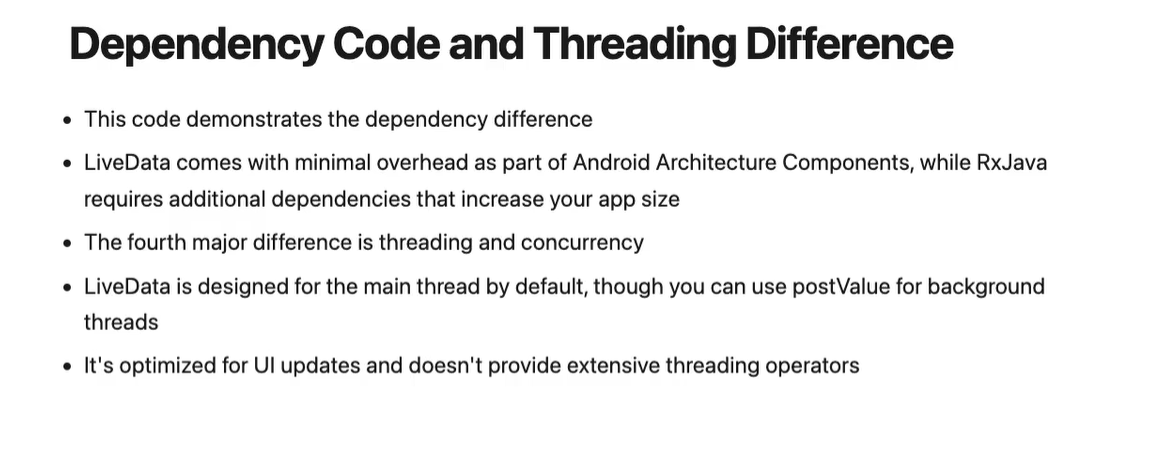 Dependency Code and Threading Difference
• This code demonstrates the dependency difference
• LiveData comes with minimal overhead as part of Android Architecture Components, while RxJava
requires additional dependencies that increase your app size
• The fourth major difference is threading and concurrency
• LiveData is designed for the main thread by default, though you can use postValue for background
threads
• It's optimized for UI updates and doesn't provide extensive threading operators